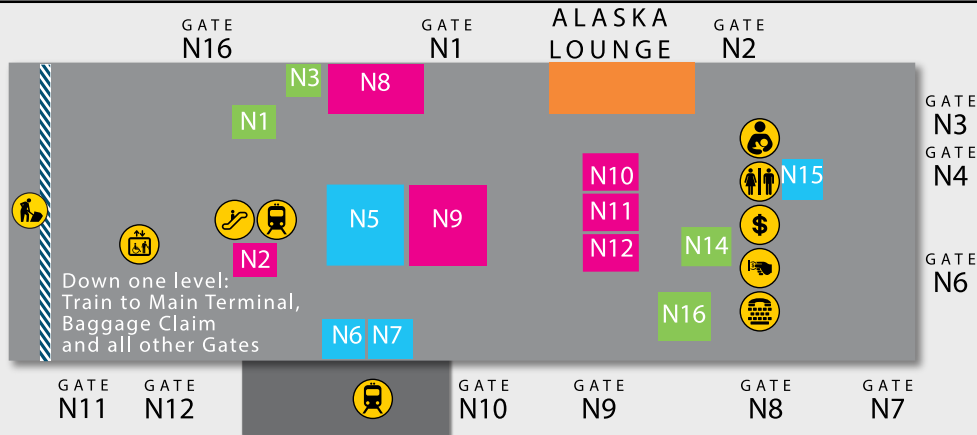 GATE
N16
GATE
N1
ALASKA
LOUNGE
GATE
N2
N3
N8
N1
GATE
N3
GATE
N4
N10
N15
N5
N9
N11
$
N12
N14
N2
GATE
N6
Down one level:
Train to Main Terminal,
Baggage Claim
and all other Gates
N16
N6
N7
GATE
N11
GATE
N12
GATE
N10
GATE
N9
GATE
N8
GATE
N7